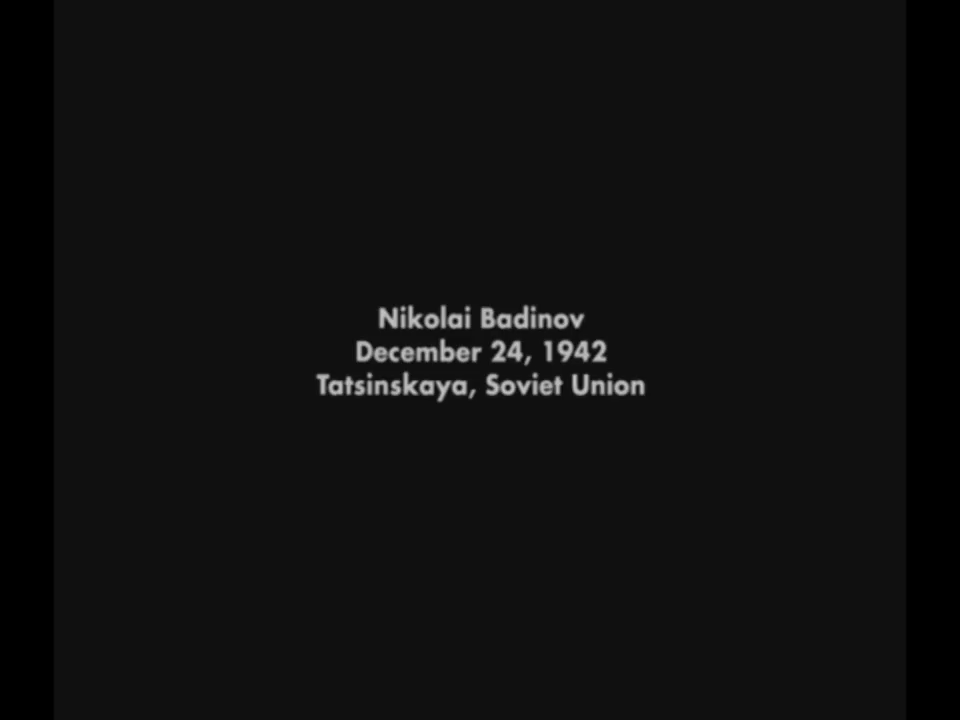 Nikolai Badinov
December 24, 1942
Tatsinskaya, Soviet Union